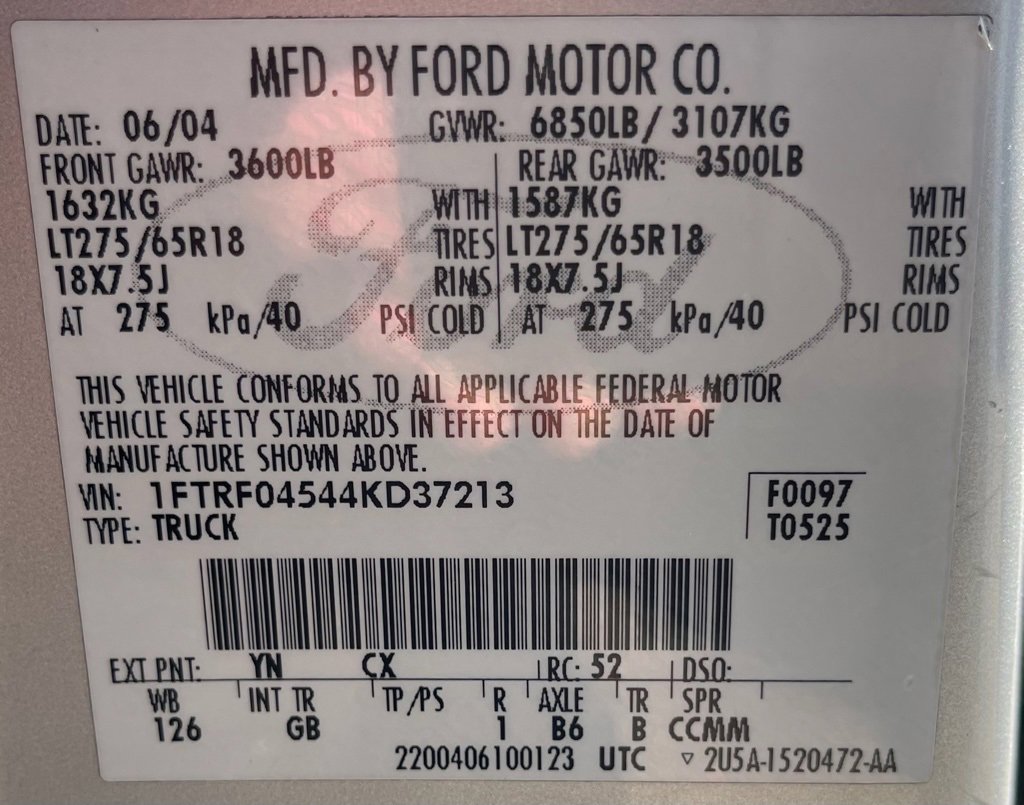 MFD. BY FORD MOTOR CO.
DATE: 06/04 GVWR: 6850LB/ 3107KG
FRONT GAWR: 3600LB REAR GAWR: 3500LB
1632KG WITH 1587KG WITH
LT275/65R18 TIRES LT275/65R18 TIRES
18X7.5J RIMS 18X7.5J RIMS
AT 275 kPa/40 PSI COLD AT 275 kPa/40 PSI COLD
Ford
THIS VEHICLE CONFORMS TO ALL APPLICABLE FEDERAL MOTOR
VEHICLE SAFETY STANDARDS IN EFFECT ON THE DATE OF
MANUFACTURE SHOWN ABOVE.
VIN: 1FTRF04544KD37213 F0097
TYPE: TRUCK T0525
EXT PNT: YN CX RC: 52 DSO:
WB INT TR TP/PS R AXLE TR SPR
126 GB 1 B6 B CCMM
2200406100123 UTC ▿ 2U5A-1520472-AA